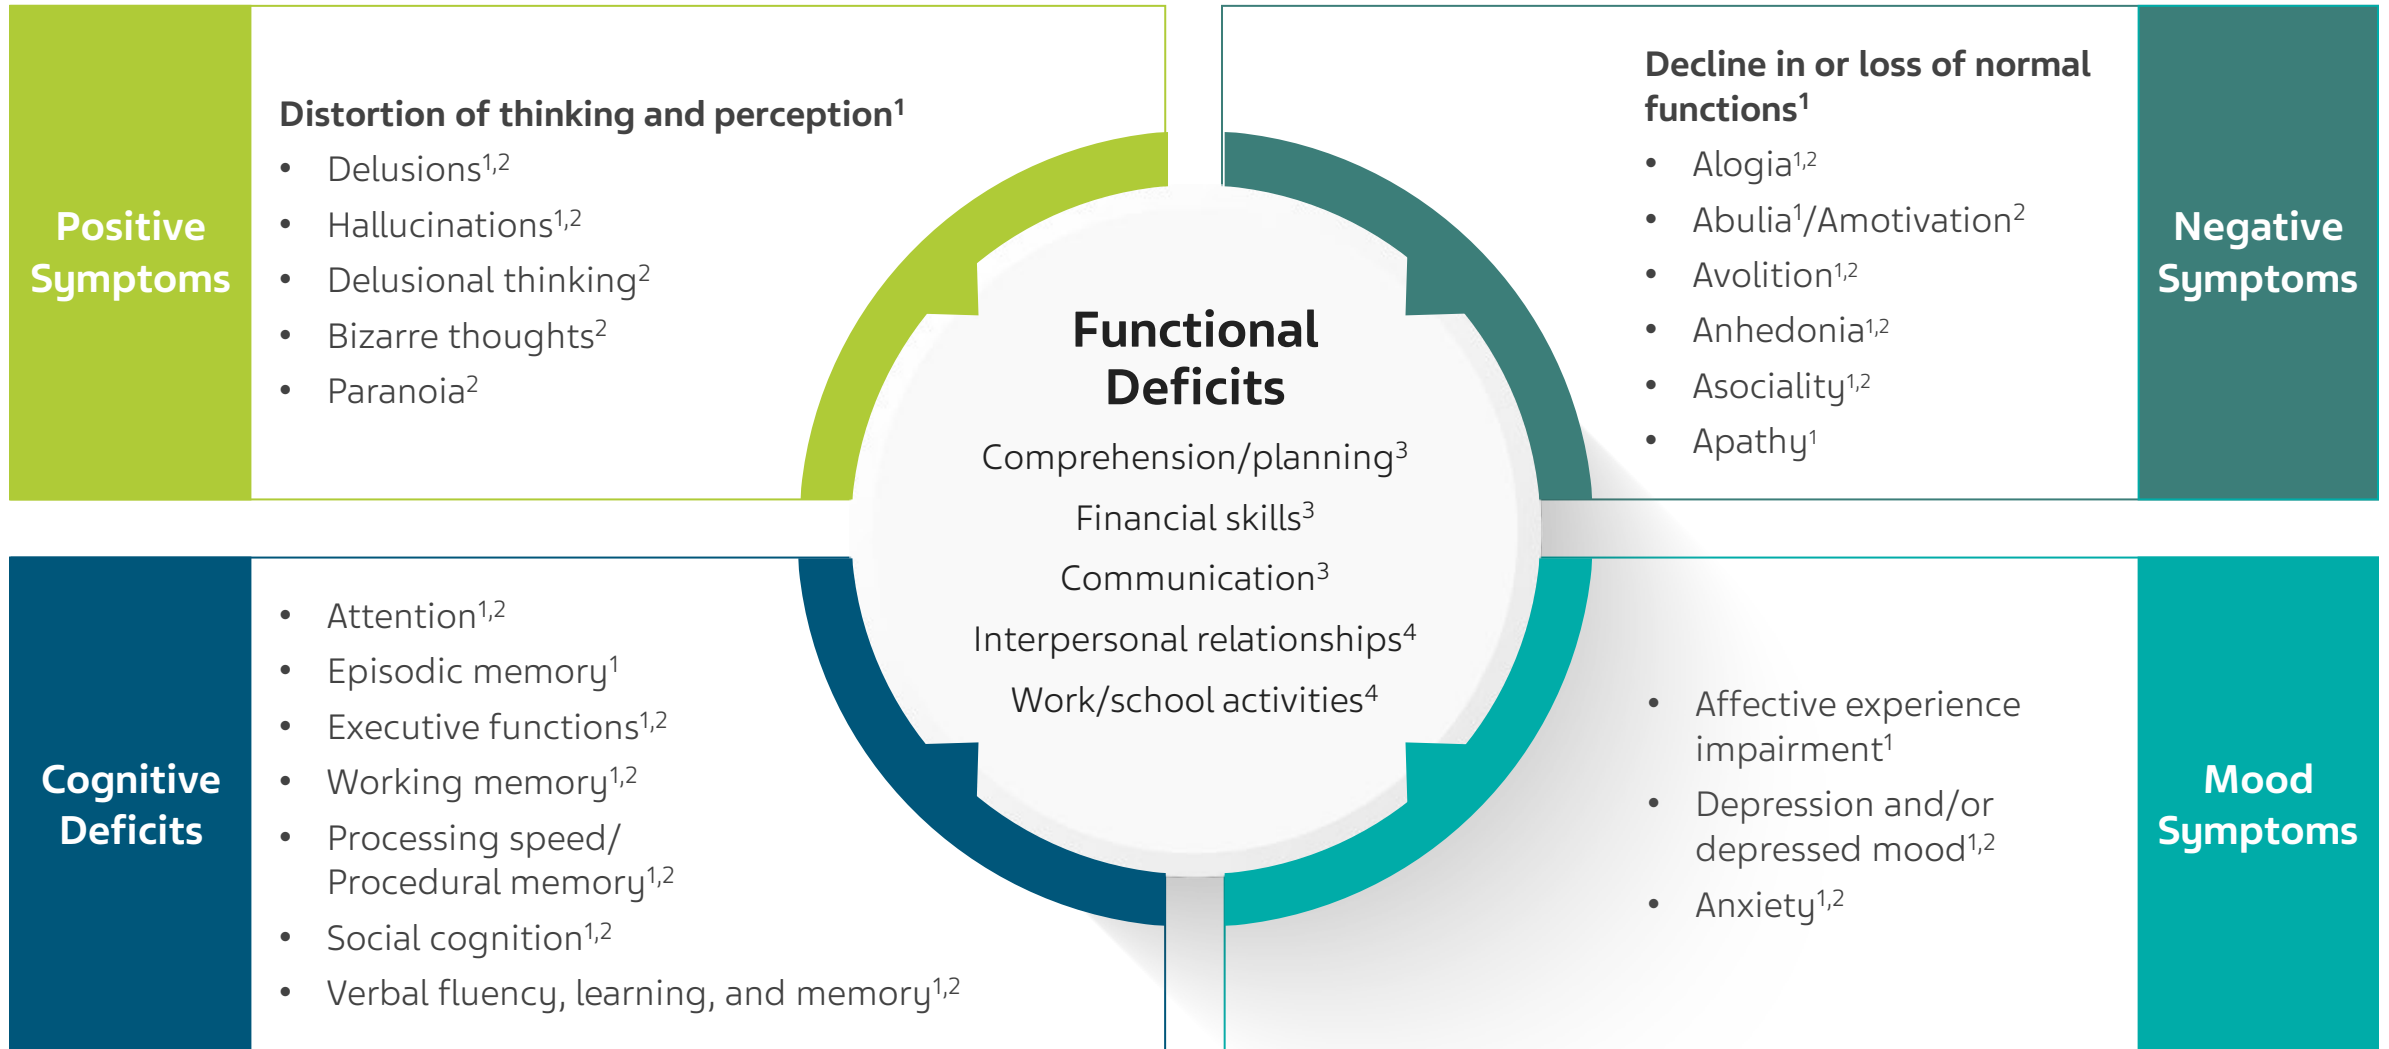 Positive
Symptoms
Distortion of thinking and perception¹
• Delusions¹,²
• Hallucinations¹,²
• Delusional thinking²
• Bizarre thoughts²
• Paranoia²
Decline in or loss of normal
functions¹
• Alogia¹,²
• Abulia¹/Amotivation²
• Avolition¹,²
• Anhedonia¹,²
• Asociality¹,²
• Apathy¹
Negative
Symptoms
Functional
Deficits
Comprehension/planning³
Financial skills³
Communication³
Interpersonal relationships⁴
Work/school activities⁴
Cognitive
Deficits
• Attention¹,²
• Episodic memory¹
• Executive functions¹,²
• Working memory¹,²
• Processing speed/
Procedural memory¹,²
• Social cognition¹,²
• Verbal fluency, learning, and memory¹,²
• Affective experience
impairment¹
• Depression and/or
depressed mood¹,²
• Anxiety¹,²
Mood
Symptoms